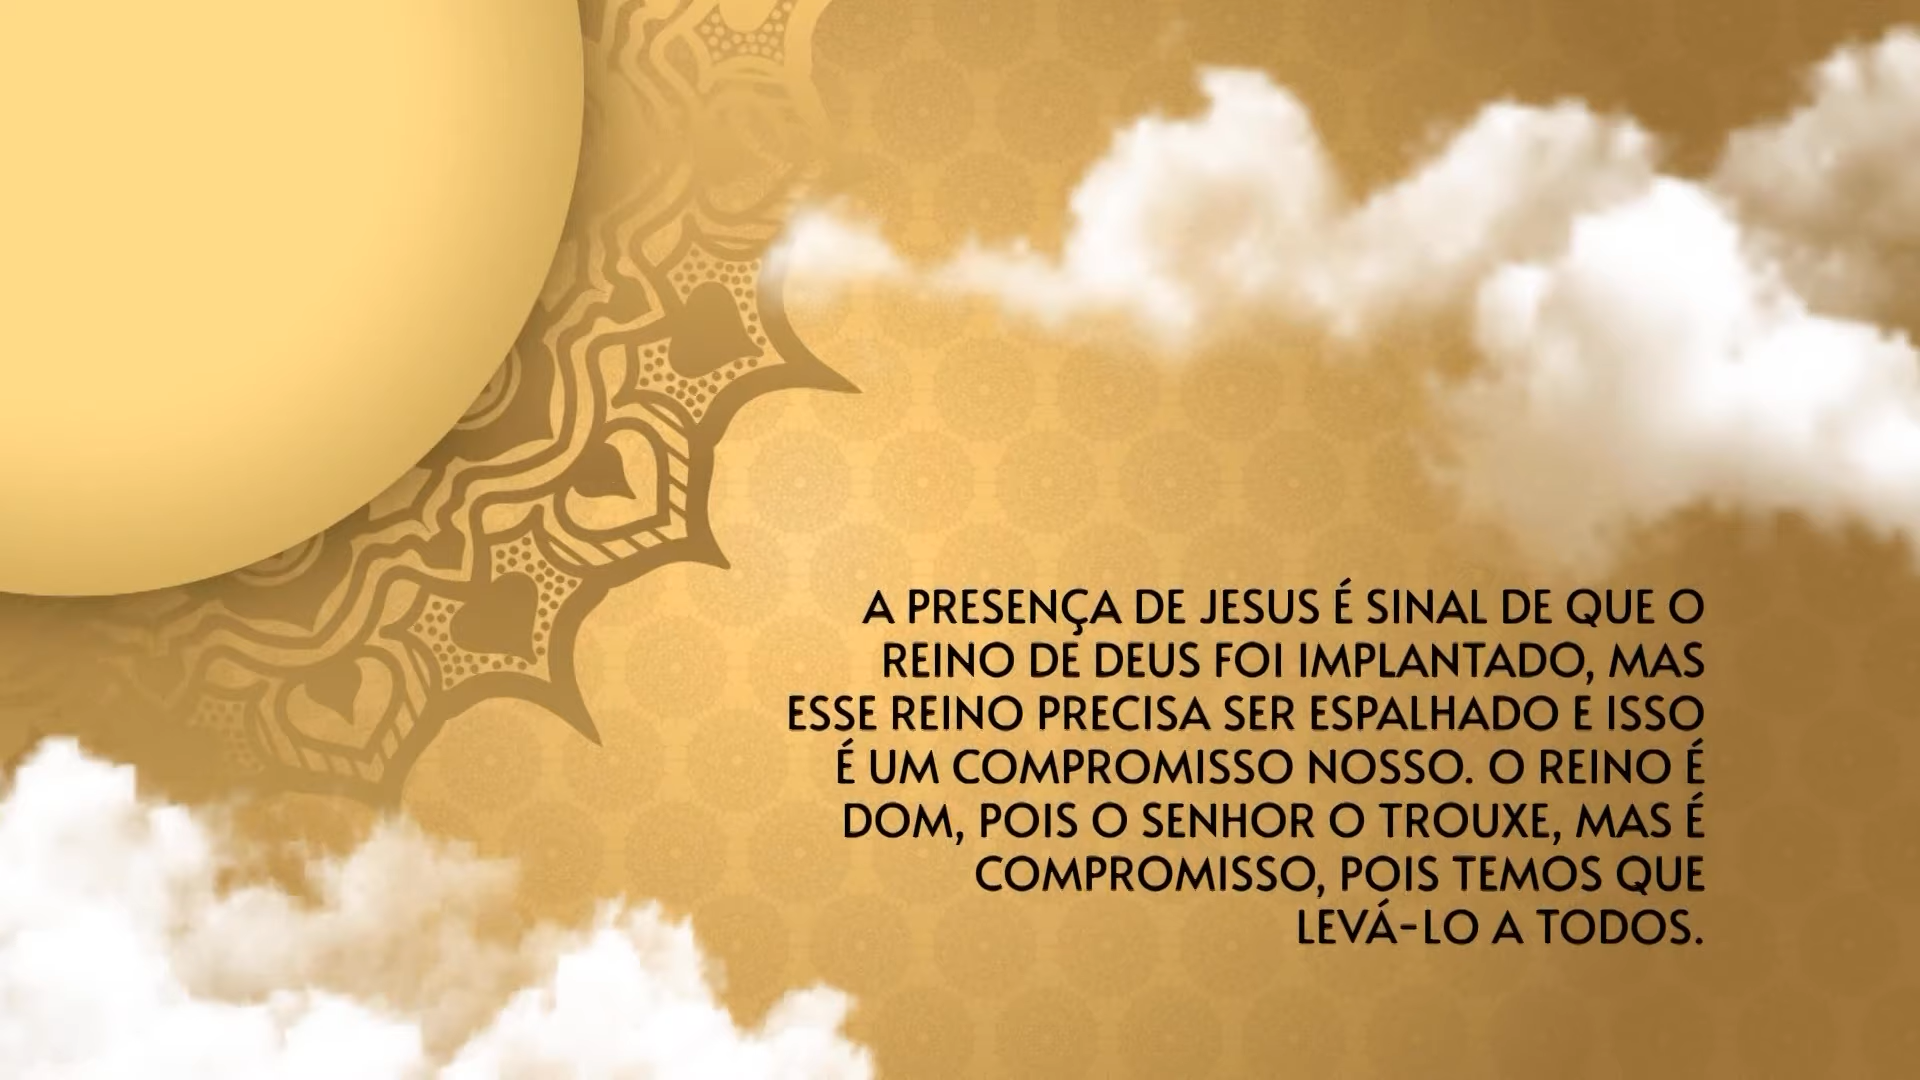 A PRESENÇA DE JESUS É SINAL DE QUE O
REINO DE DEUS FOI IMPLANTADO, MAS
ESSE REINO PRECISA SER ESPALHADO E ISSO
É UM COMPROMISSO NOSSO. O REINO É
DOM, POIS O SENHOR O TROUXE, MAS É
COMPROMISSO, POIS TEMOS QUE
LEVÁ-LO A TODOS.